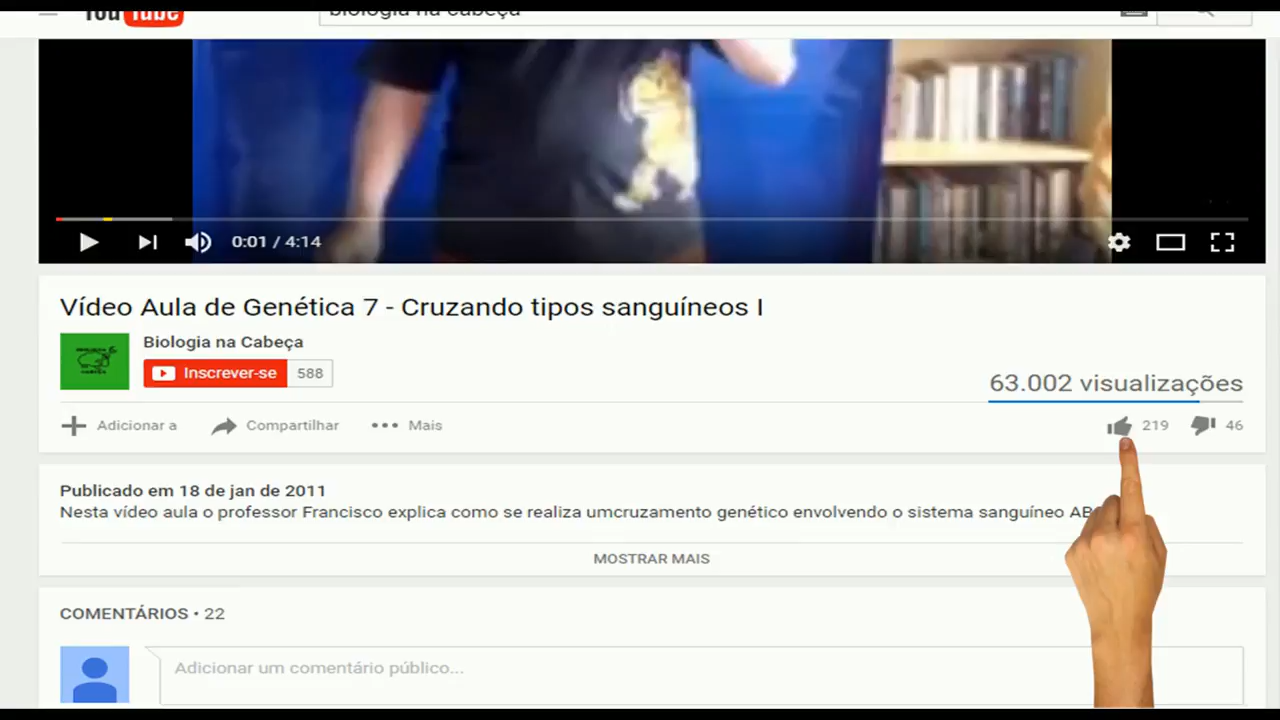 YouTube
biologia na cabeça
0:01 / 4:14
Vídeo Aula de Genética 7 - Cruzando tipos sanguíneos I
Biologia na Cabeça
Inscrever-se 588
63.002 visualizações
Adicionar a Compartilhar Mais 219 46
Publicado em 18 de jan de 2011
Nesta vídeo aula o professor Francisco explica como se realiza umcruzamento genético envolvendo o sistema sanguíneo
MOSTRAR MAIS
COMENTÁRIOS • 22
Adicionar um comentário público...